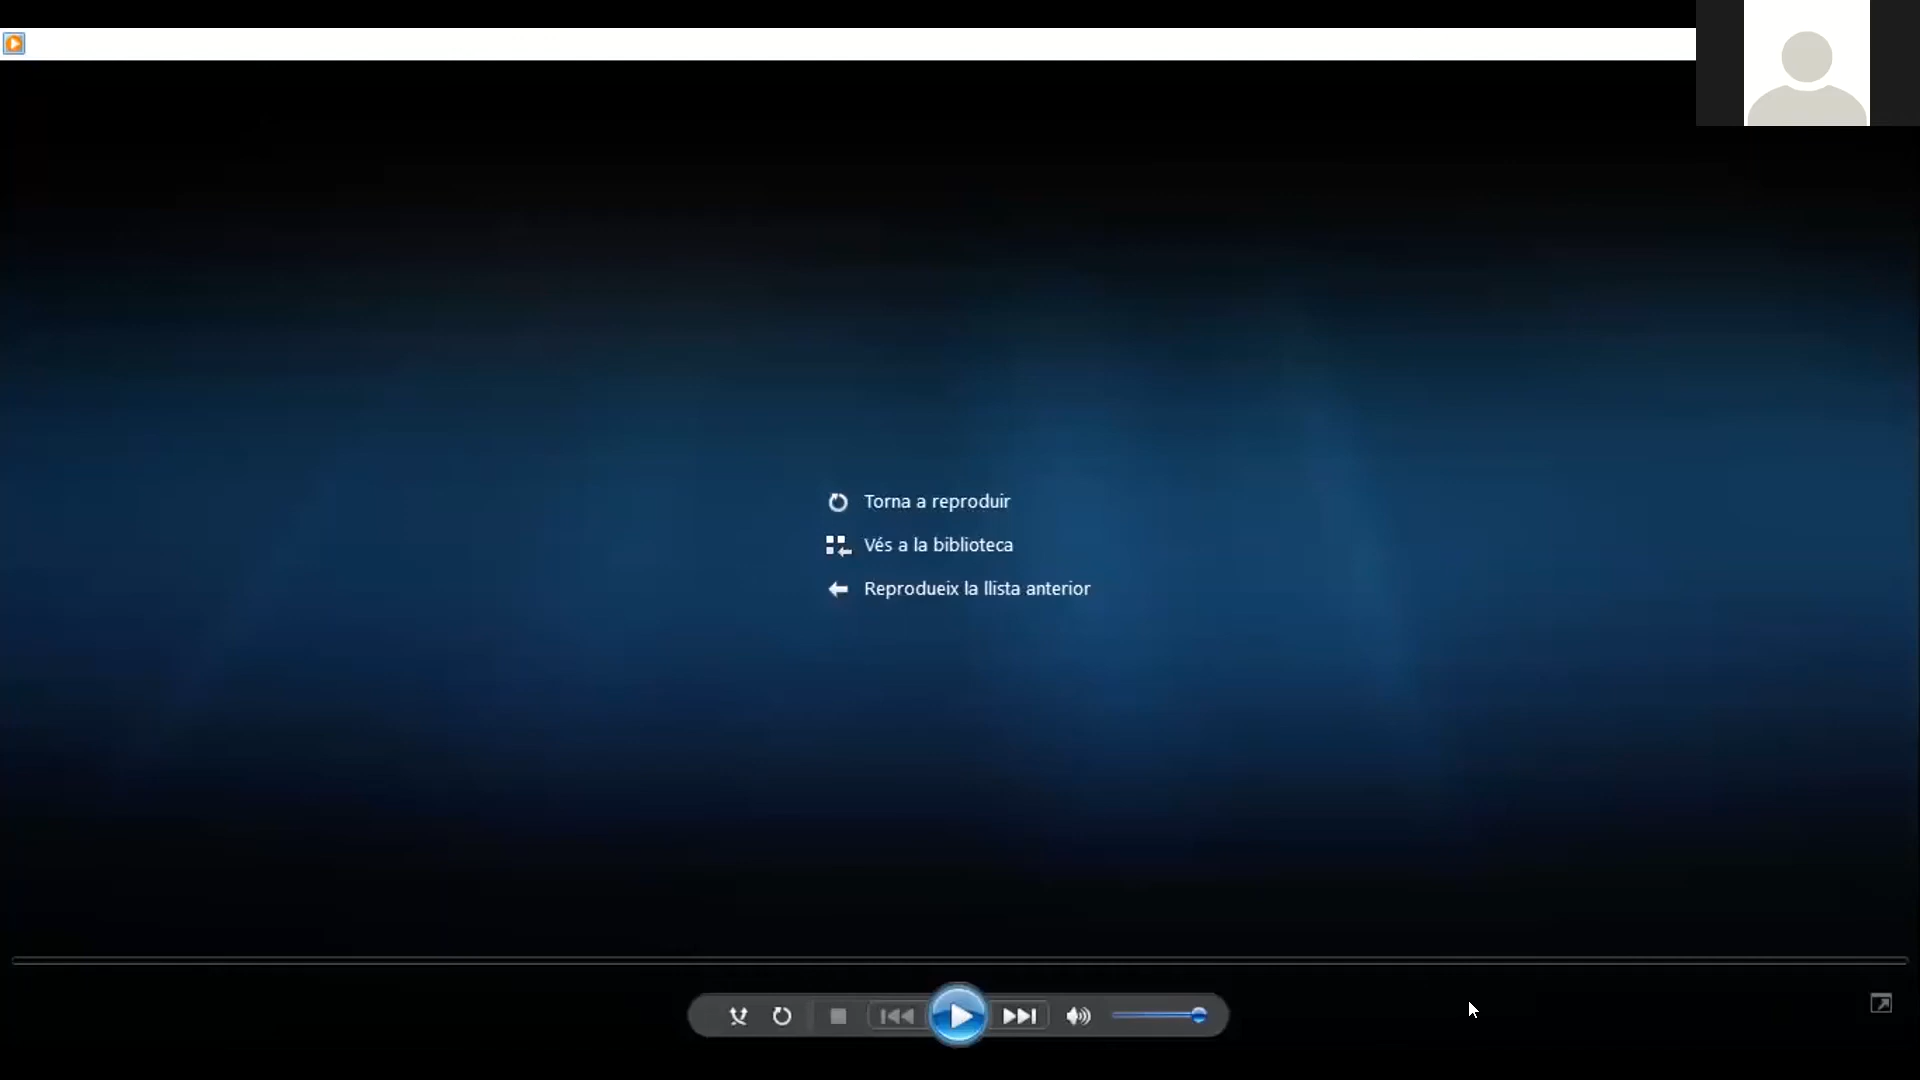 Torna a reproduir
Vés a la biblioteca
Reprodueix la llista anterior